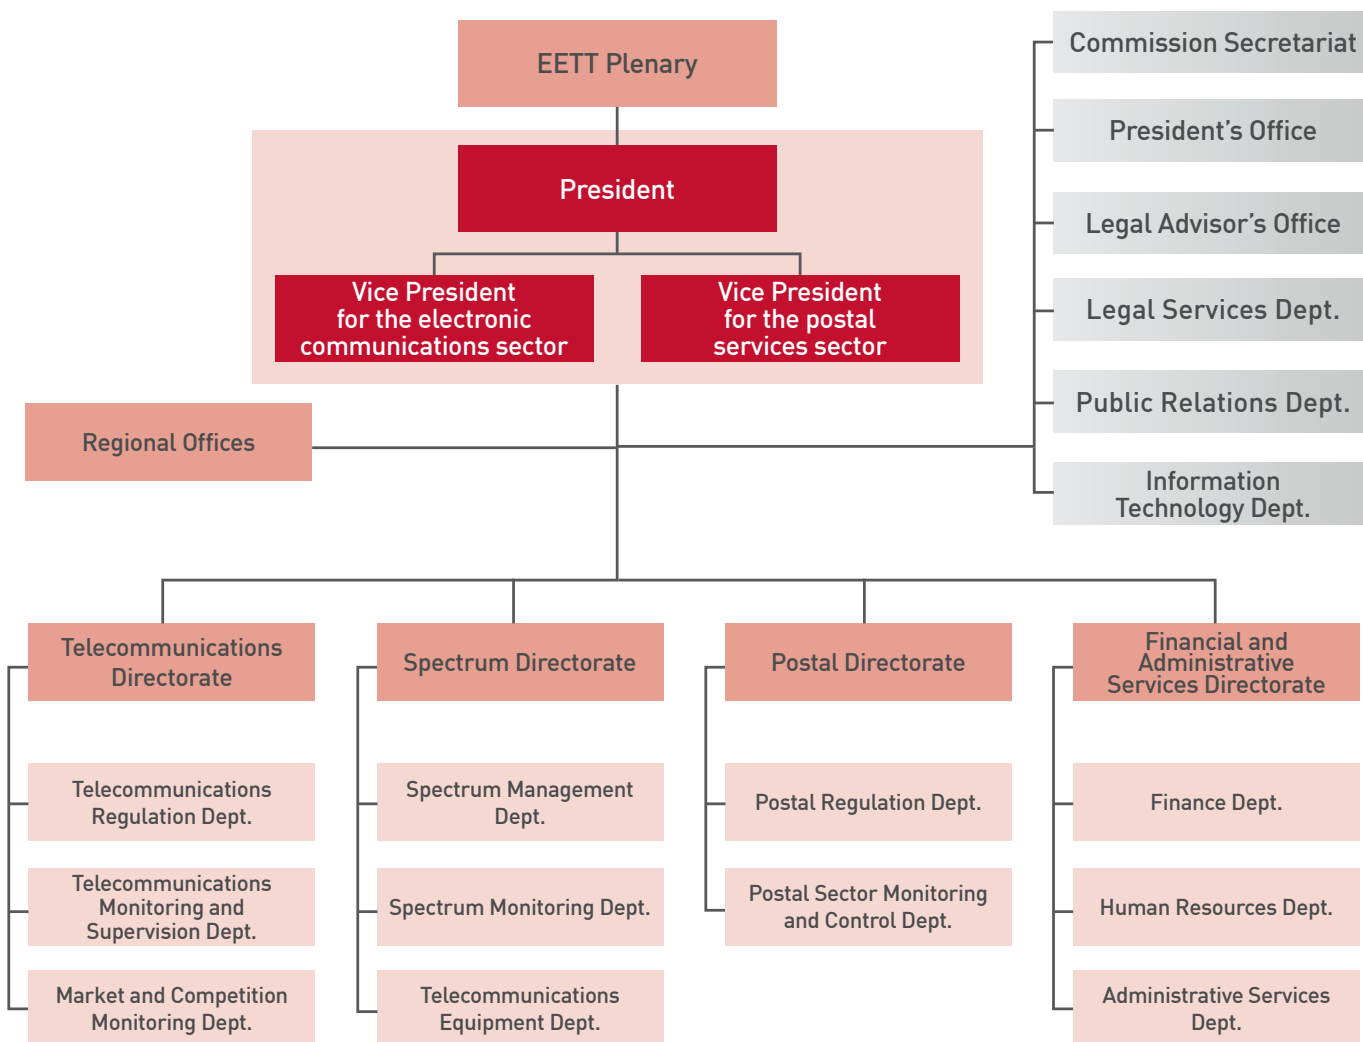 EETT Plenary
President
Vice President
for the electronic
communications sector
Vice President
for the postal
services sector
Commission Secretariat
President’s Office
Legal Advisor’s Office
Legal Services Dept.
Public Relations Dept.
Information
Technology Dept.
Regional Offices
Telecommunications
Directorate
Telecommunications
Regulation Dept.
Telecommunications
Monitoring and
Supervision Dept.
Market and Competition
Monitoring Dept.
Spectrum Directorate
Spectrum Management
Dept.
Spectrum Monitoring Dept.
Telecommunications
Equipment Dept.
Postal Directorate
Postal Regulation Dept.
Postal Sector Monitoring
and Control Dept.
Financial and
Administrative
Services Directorate
Finance Dept.
Human Resources Dept.
Administrative Services
Dept.